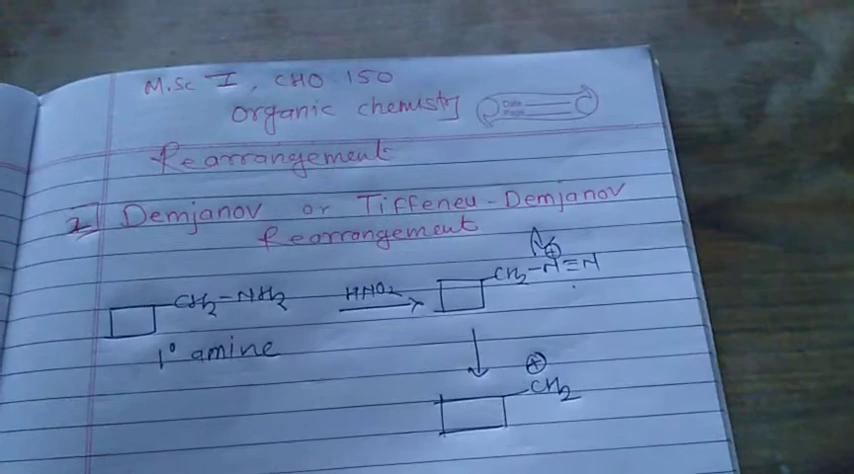 M.Sc I, CHO 150
Organic chemistry
Date
Page
Rearrangement
2] Demjanov or Tiffeneu-Demjanov
Rearrangement
CH2-NH2
HNO2
CH2-N≡N
⊕
1° amine
⊕
CH2